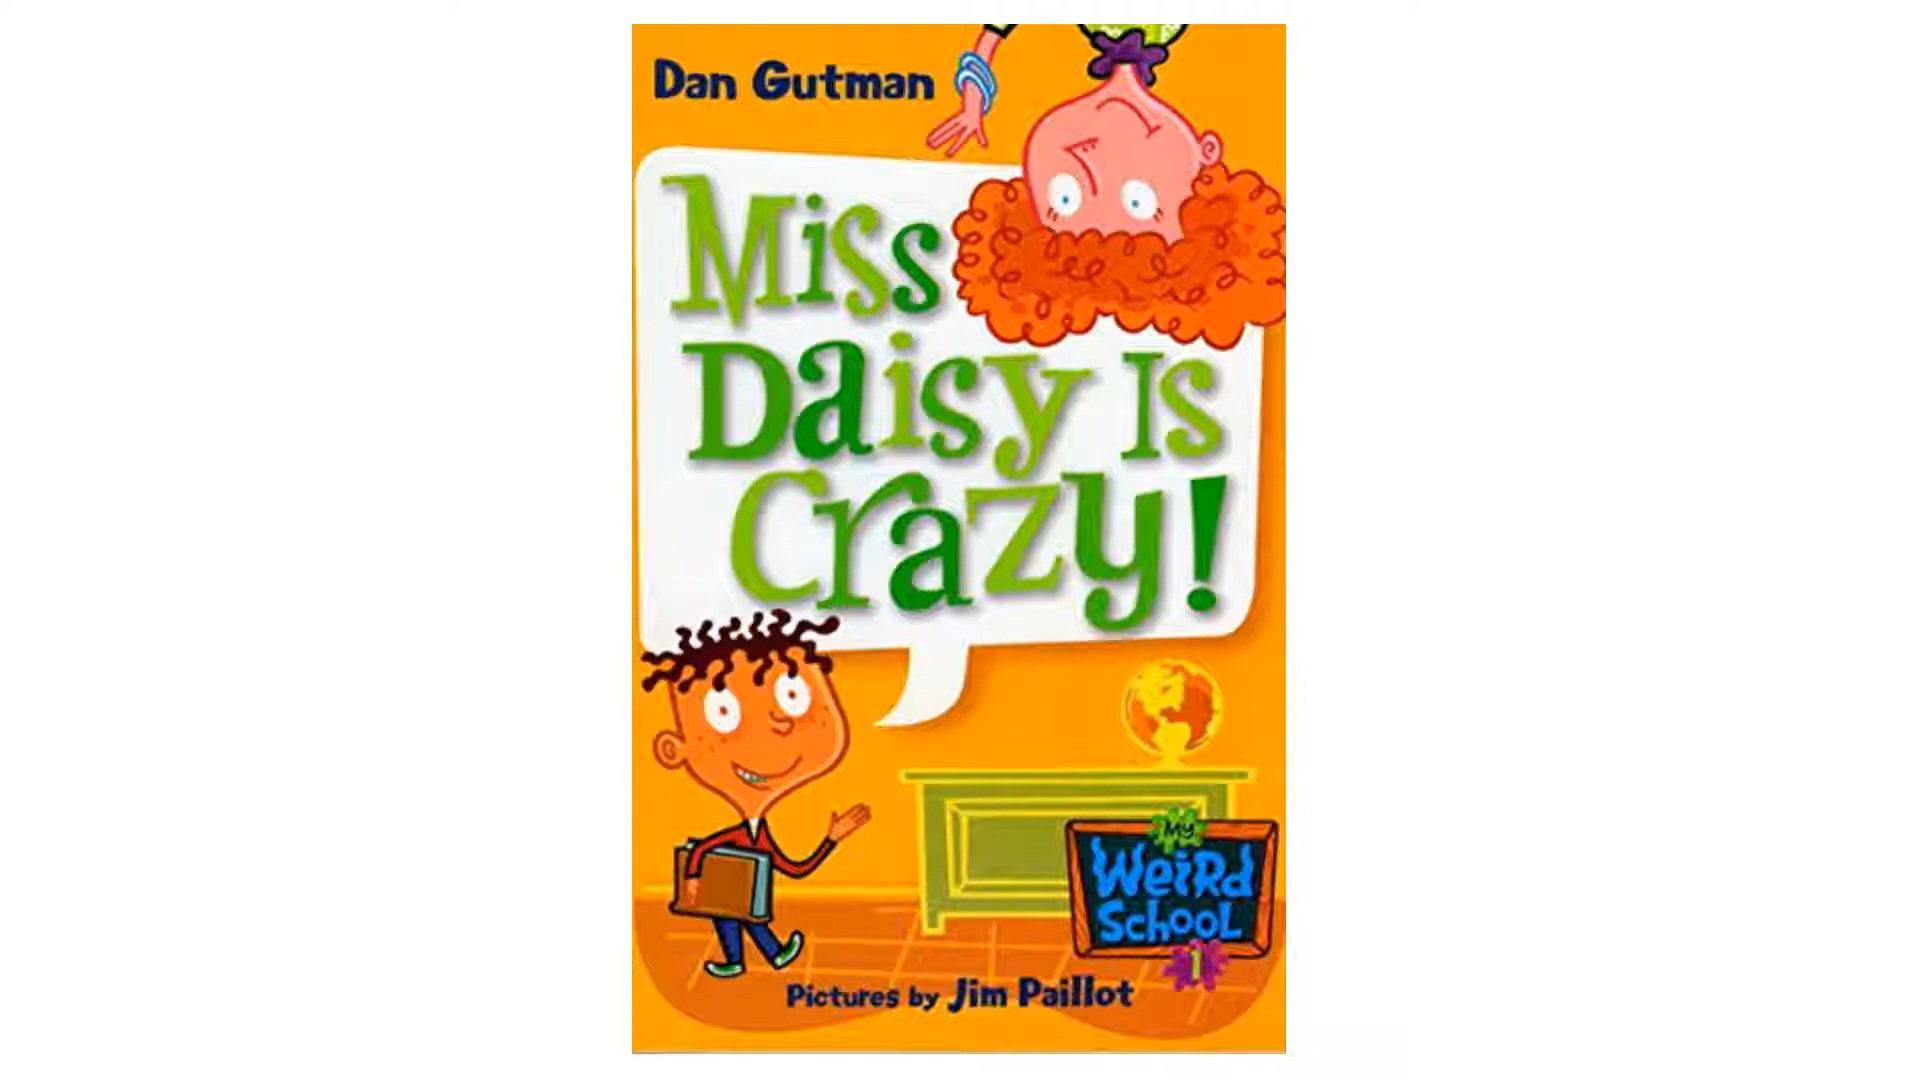 Dan Gutman
Miss
Daisy Is
Crazy!
My
Weird
School
1
Pictures by Jim Paillot